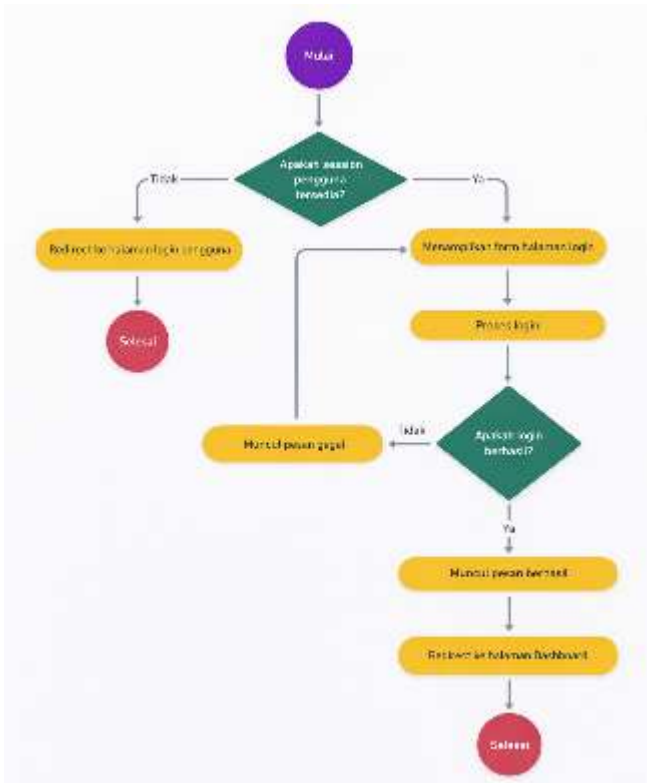 Mulai
Apakah session
pengguna
tersedia?
Tidak
Ya
Redirect ke halaman login pengguna
Menampilkan form halaman login
Selesai
Proses login
Apakah login
berhasil?
Tidak
Muncul pesan gagal
Ya
Muncul pesan berhasil
Redirect ke halaman Dashboard
Selesai